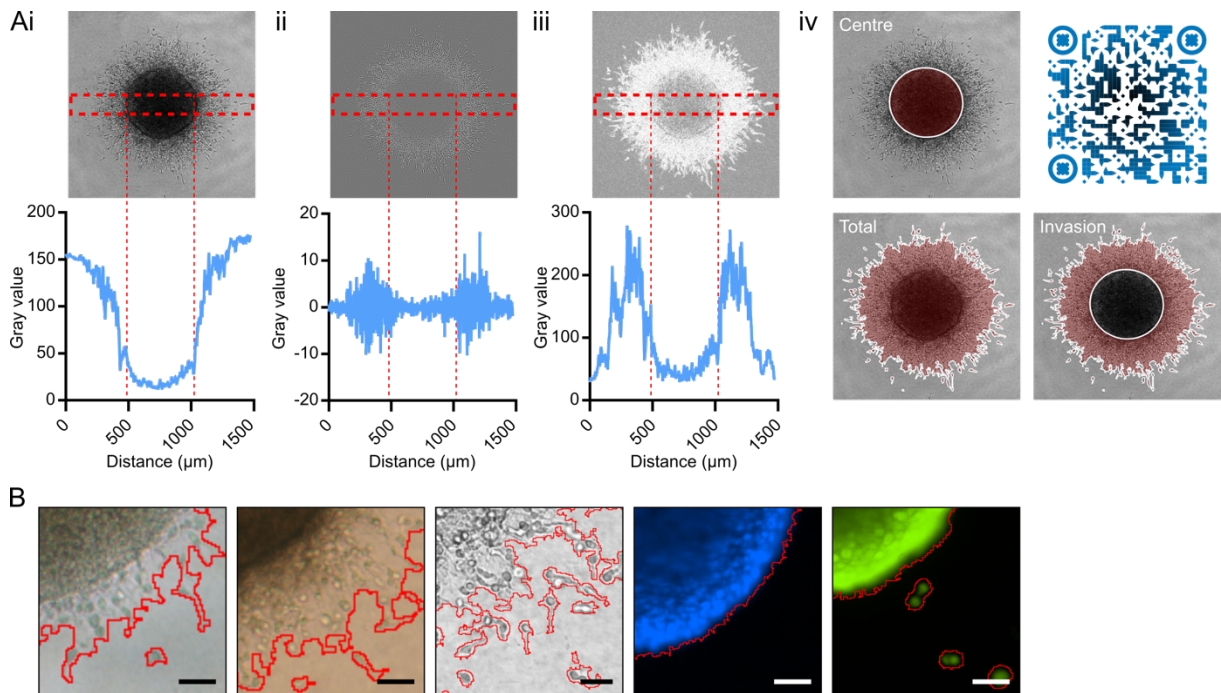 Ai
ii
iii
iv
Centre
Total
Invasion
200
150
100
50
0
Gray value
0
500
1000
1500
Distance (µm)
20
10
0
-10
-20
Gray value
0
500
1000
1500
Distance (µm)
300
200
100
0
Gray value
0
500
1000
1500
Distance (µm)
B